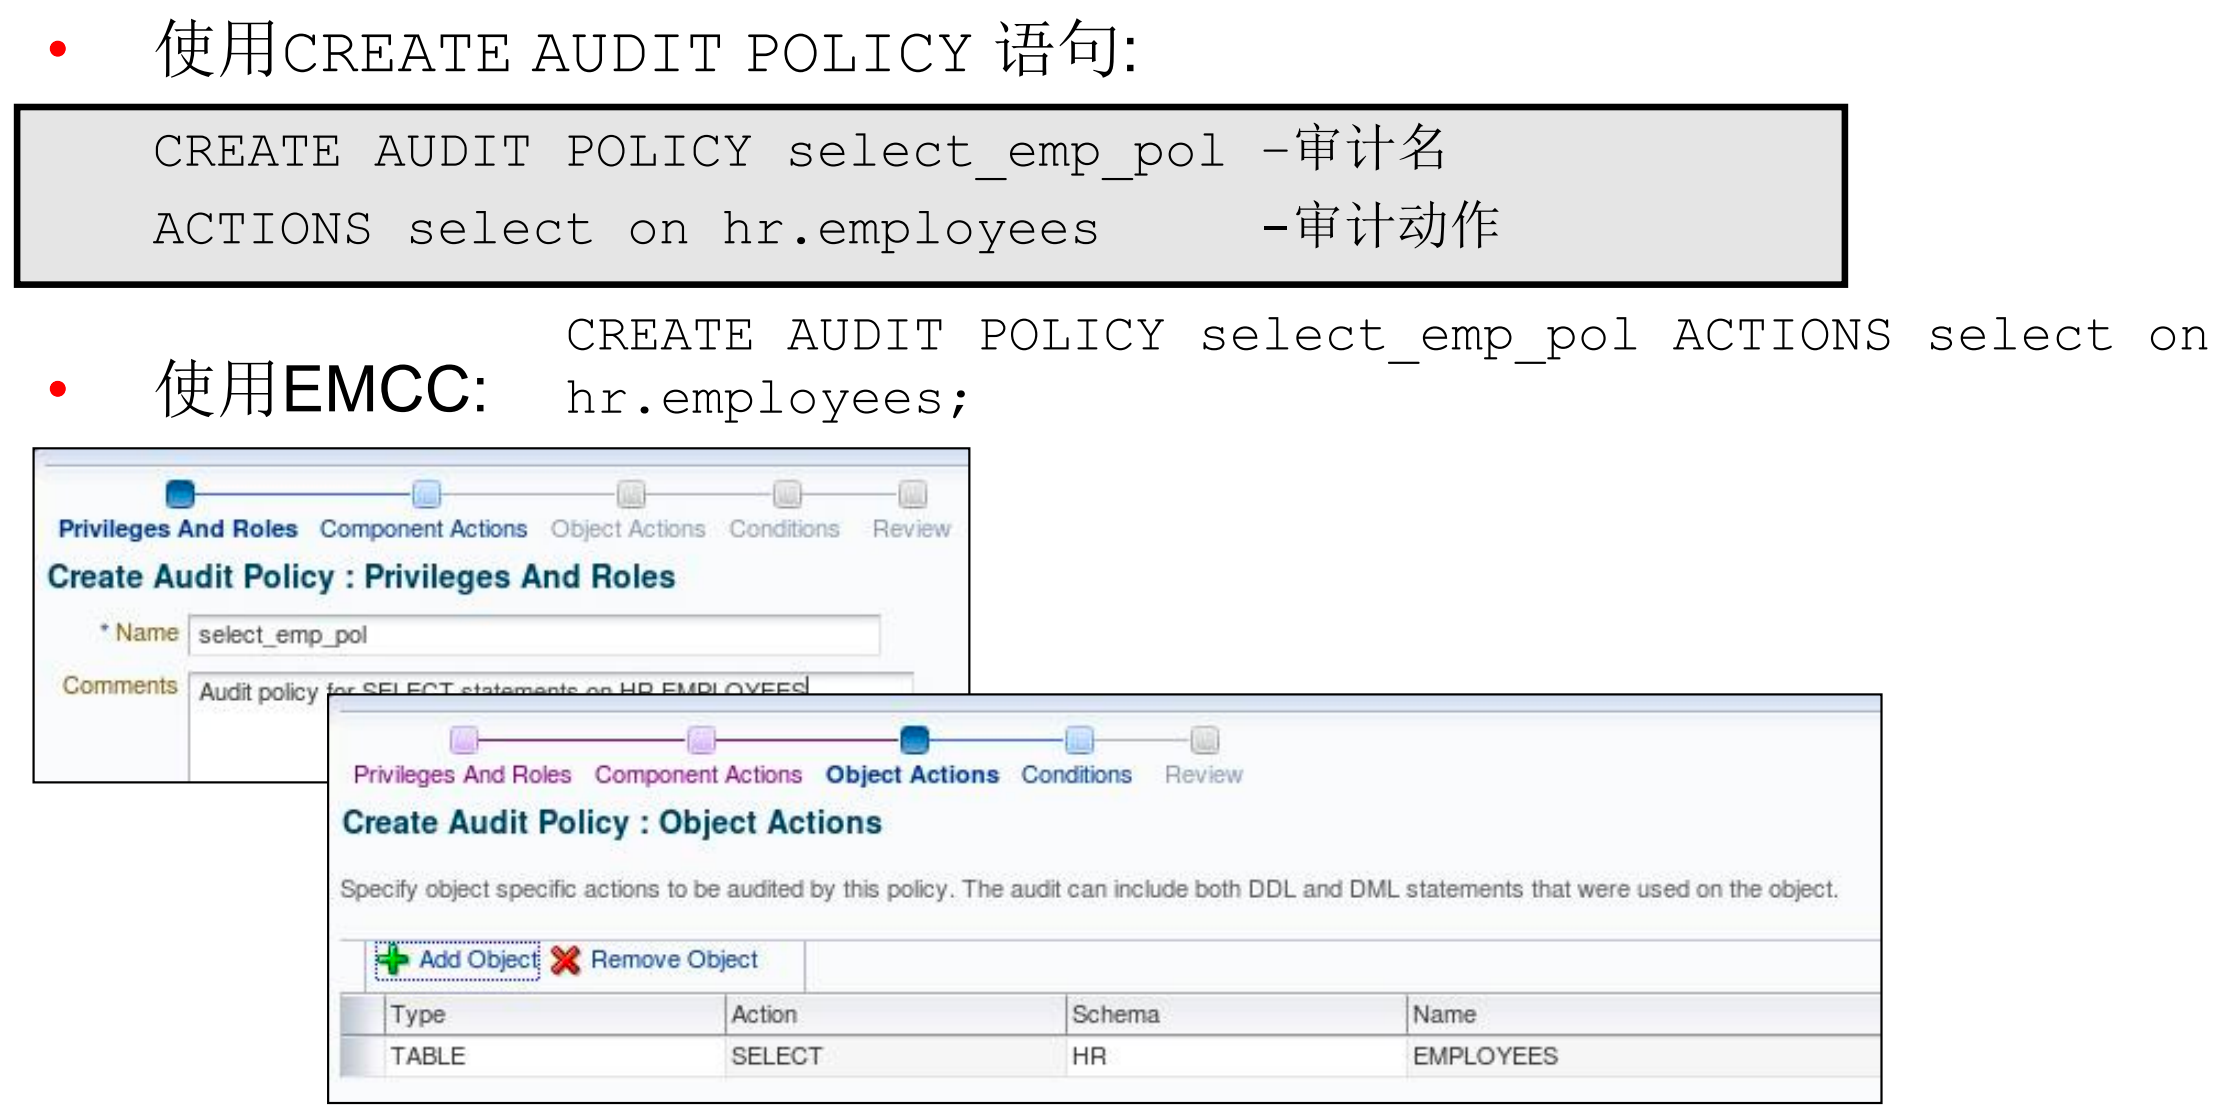 • 使用CREATE AUDIT POLICY 语句:
CREATE AUDIT POLICY select_emp_pol –审计名
ACTIONS select on hr.employees -审计动作
CREATE AUDIT POLICY select_emp_pol ACTIONS select on
hr.employees;
• 使用EMCC:
Privileges And Roles Component Actions Object Actions Conditions Review
Create Audit Policy : Privileges And Roles
* Name select_emp_pol
Comments Audit policy for SELECT statements on HR.EMPLOYEES
Privileges And Roles Component Actions Object Actions Conditions Review
Create Audit Policy : Object Actions
Specify object specific actions to be audited by this policy. The audit can include both DDL and DML statements that were used on the object.
Add Object Remove Object
Type Action Schema Name
TABLE SELECT HR EMPLOYEES